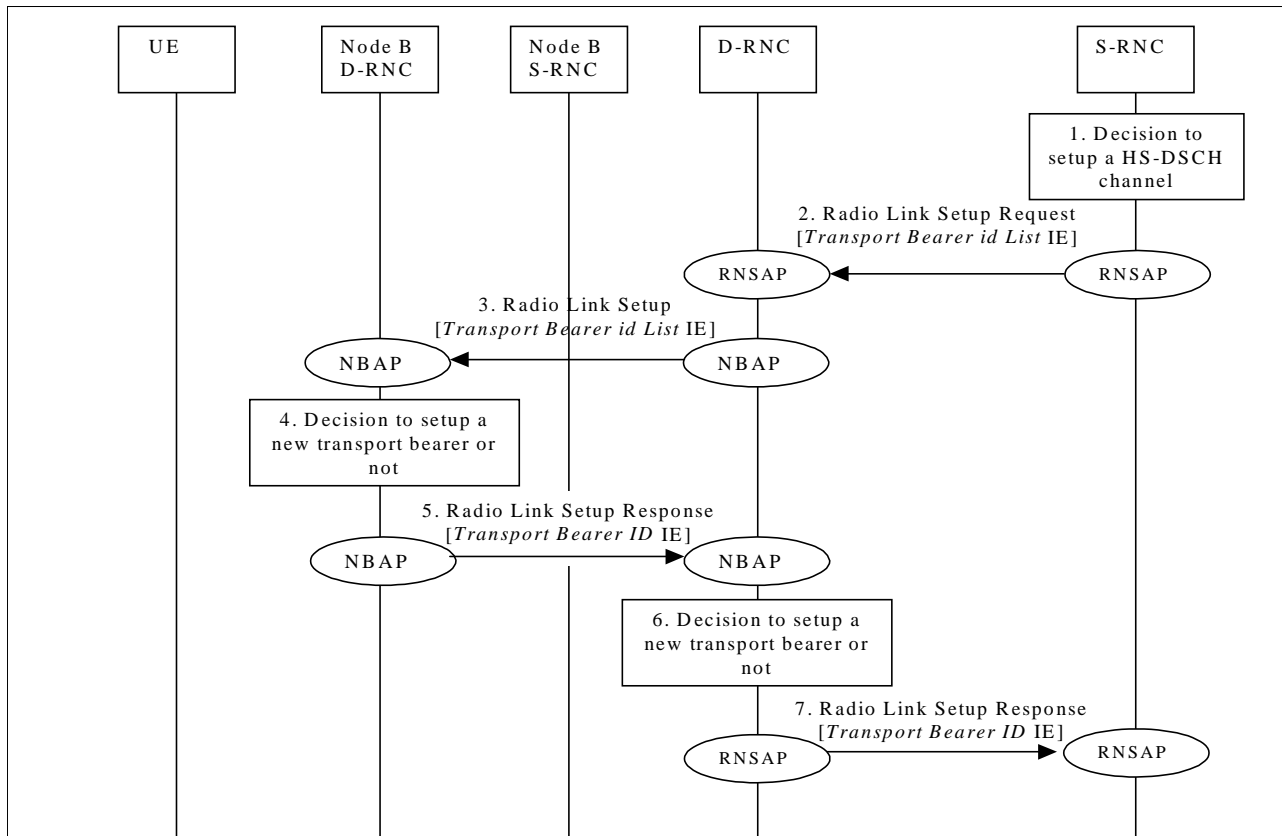 UE
Node B
D-RNC
Node B
S-RNC
D-RNC
S-RNC
1. Decision to
setup a HS-DSCH
channel
2. Radio Link Setup Request
[Transport Bearer id List IE]
RNSAP
RNSAP
3. Radio Link Setup
[Transport Bearer id List IE]
NBAP
NBAP
4. Decision to setup a
new transport bearer or
not
5. Radio Link Setup Response
[Transport Bearer ID IE]
NBAP
NBAP
6. Decision to setup a
new transport bearer or
not
7. Radio Link Setup Response
[Transport Bearer ID IE]
RNSAP
RNSAP